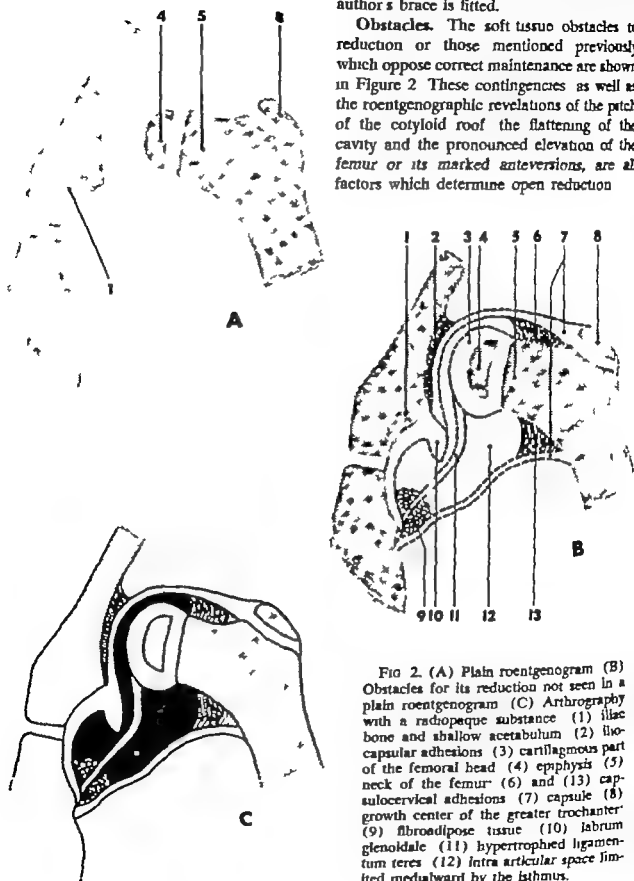 author s brace is fitted.
Obstacles. The soft tissue obstacles to
reduction or those mentioned previously
which oppose correct maintenance are shown
in Figure 2 These contingencies as well as
the roentgenographic revelations of the pitch
of the cotyloid roof the flattening of the
cavity and the pronounced elevation of the
femur or its marked anteversions, are all
factors which determine open reduction
4 5 8
1
A
1 2 3 4 5 6 7 8
B
9 10 11 12 13
C
FIG 2. (A) Plain roentgenogram (B)
Obstacles for its reduction not seen in a
plain roentgenogram (C) Arthrography
with a radiopaque substance (1) iliac
bone and shallow acetabulum (2) ilio-
capsular adhesions (3) cartilagmous part
of the femoral head (4) epiphysis (5)
neck of the femur (6) and (13) cap-
sulocervical adhesions (7) capsule (8)
growth center of the greater trochanter
(9) fibroadipose tissue (10) labrum
glenoidale (11) hypertrophied ligamen-
tum teres (12) intra articular space lim-
ited medialward by the isthmus.